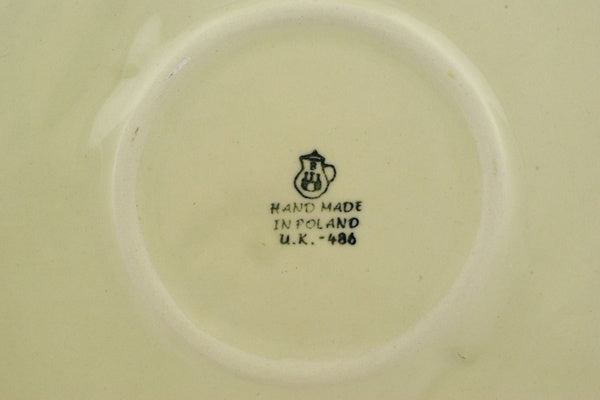 B
HAND MADE
IN POLAND
U.K.-486